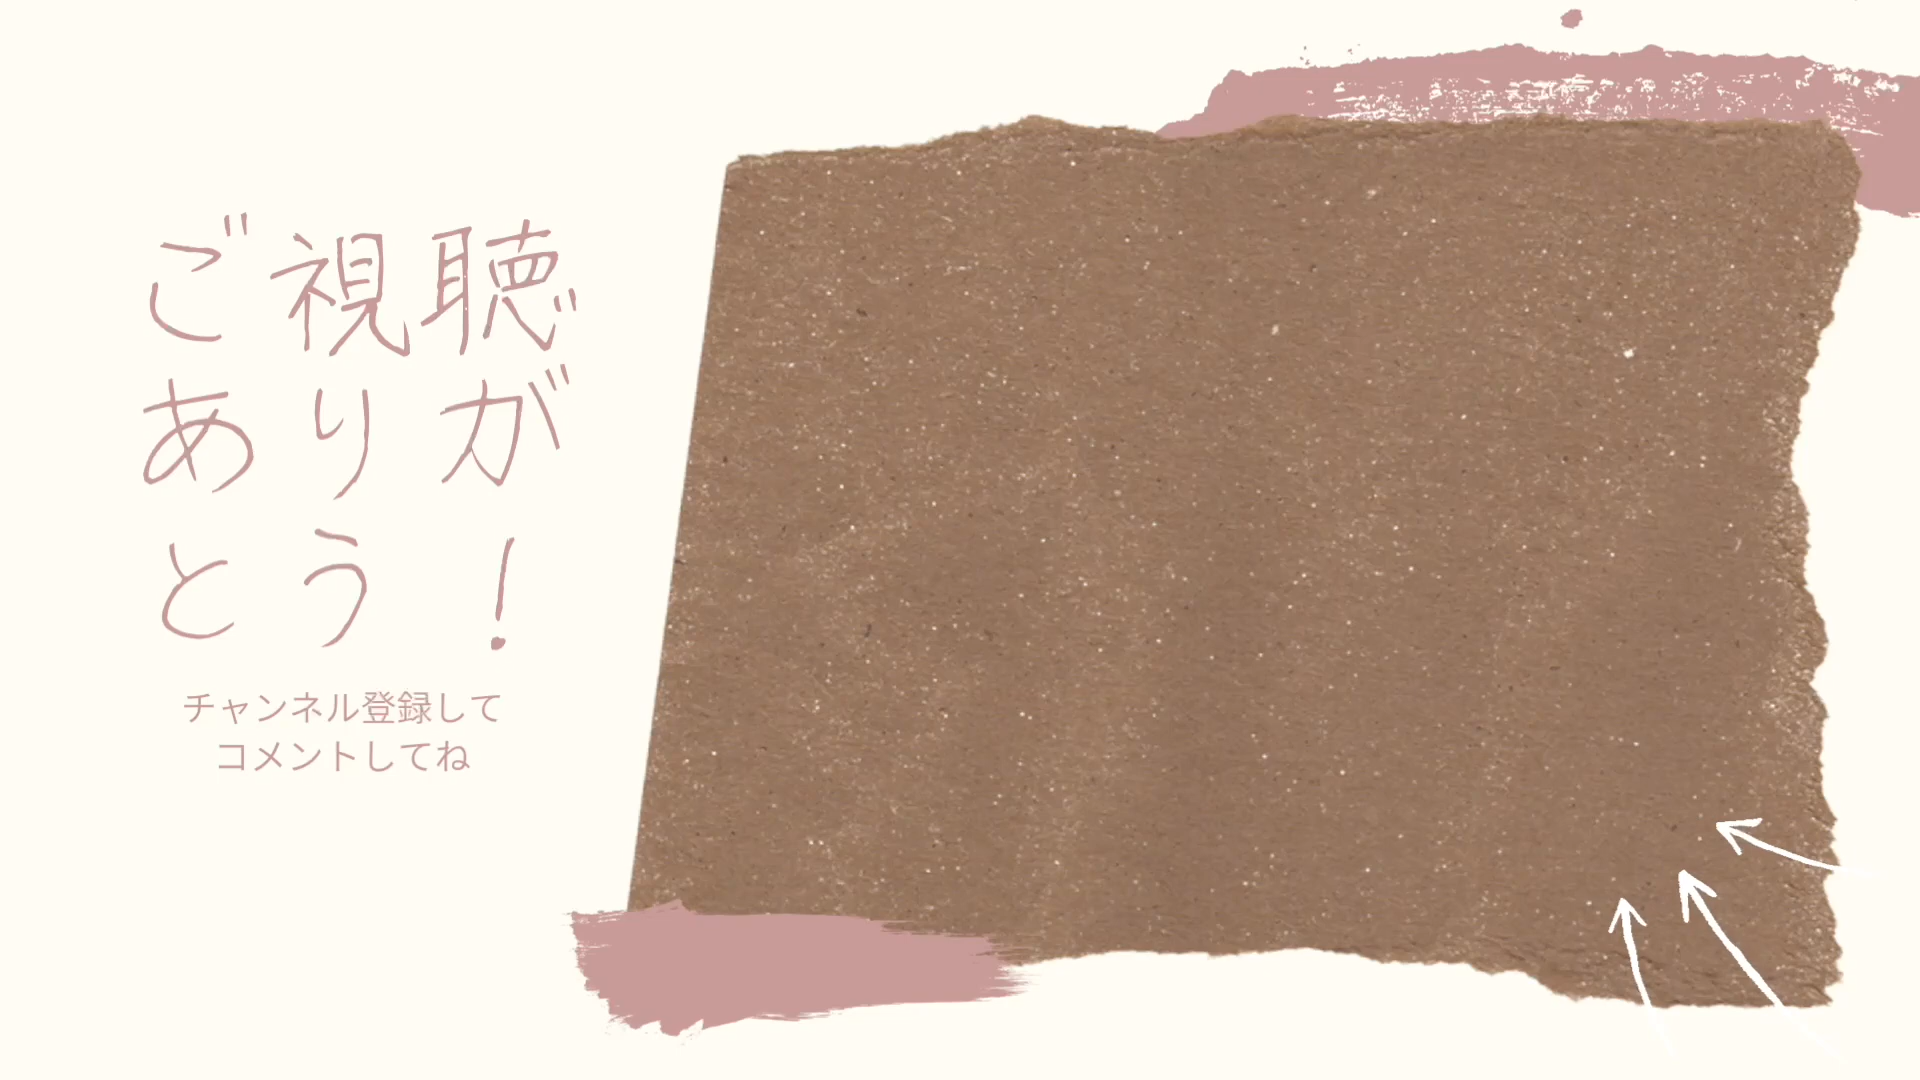 ご視聴
ありが
とう！
チャンネル登録して
コメントしてね